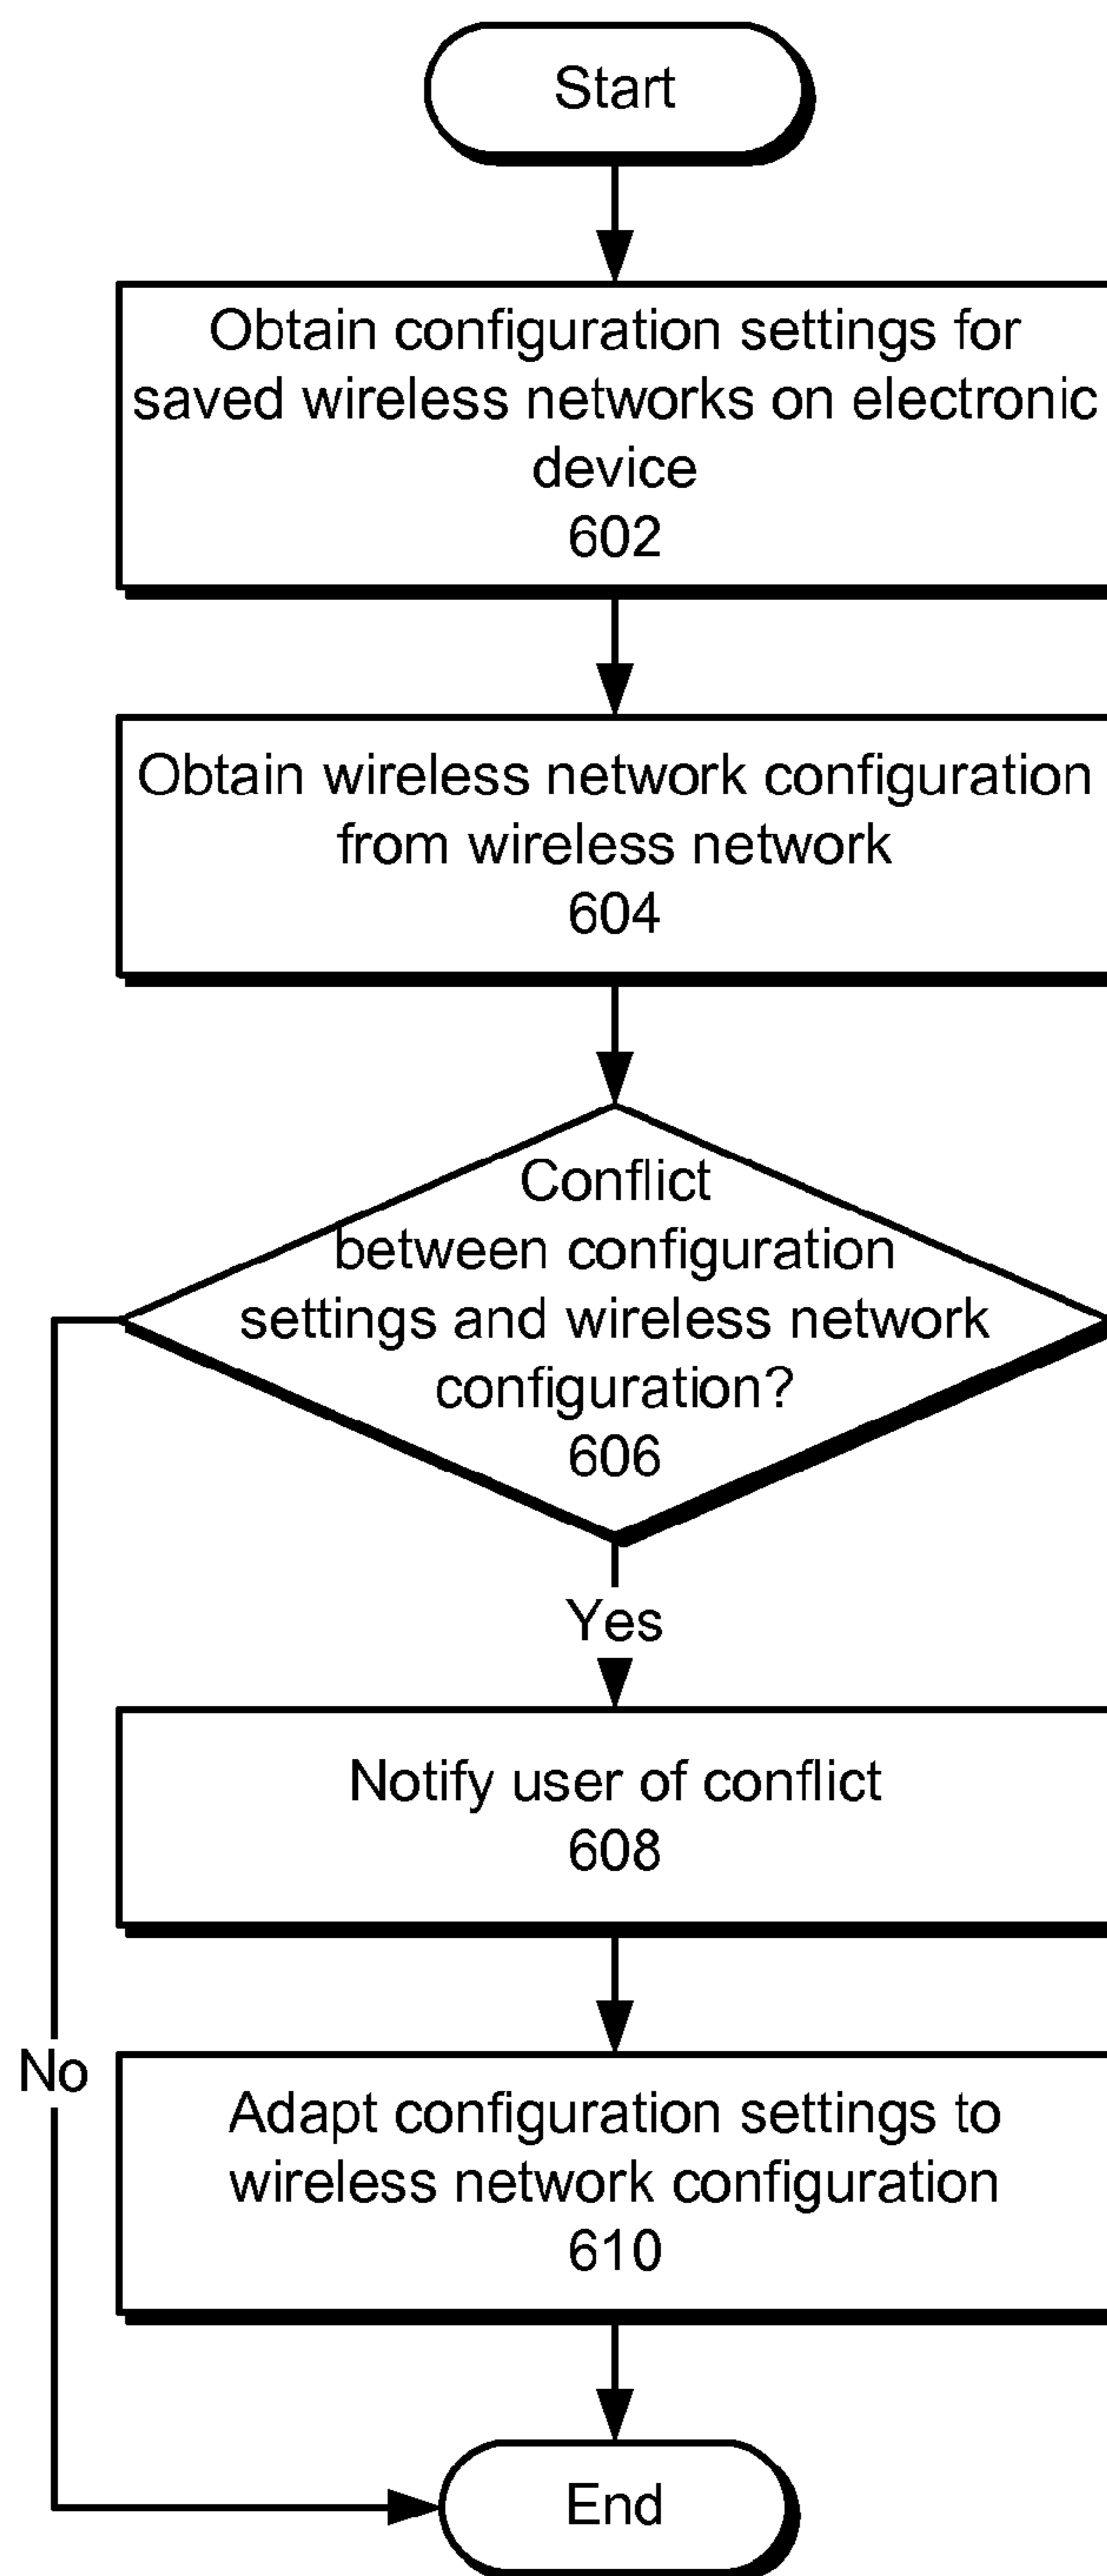 Start
Obtain configuration settings for
saved wireless networks on electronic
device
602
Obtain wireless network configuration
from wireless network
604
Conflict
between configuration
settings and wireless network
configuration?
606
Yes
Notify user of conflict
608
No
Adapt configuration settings to
wireless network configuration
610
End